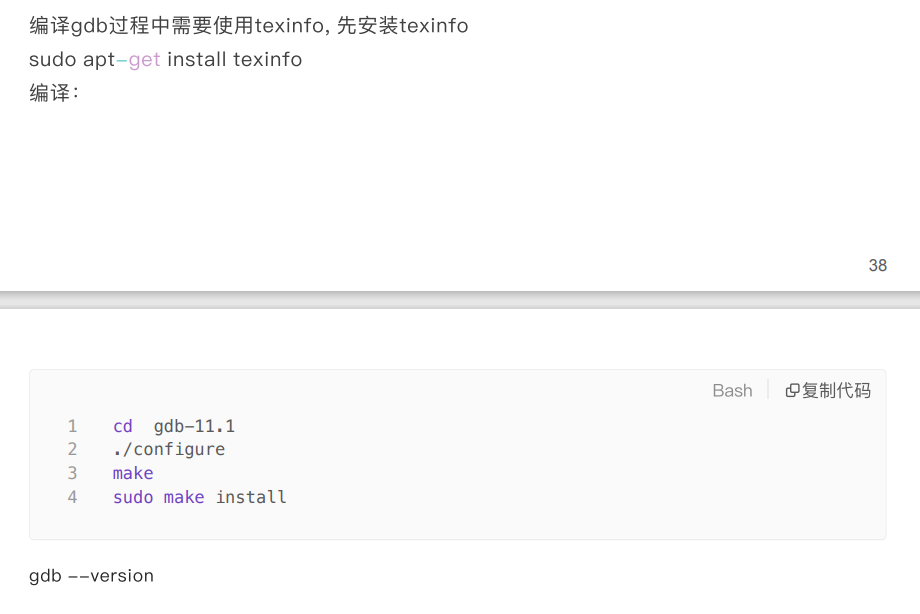 编译gdb过程中需要使用texinfo, 先安装texinfo
sudo apt-get install texinfo
编译：
38
Bash 复制代码
1 cd  gdb-11.1
2 ./configure
3 make
4 sudo make install
gdb --version